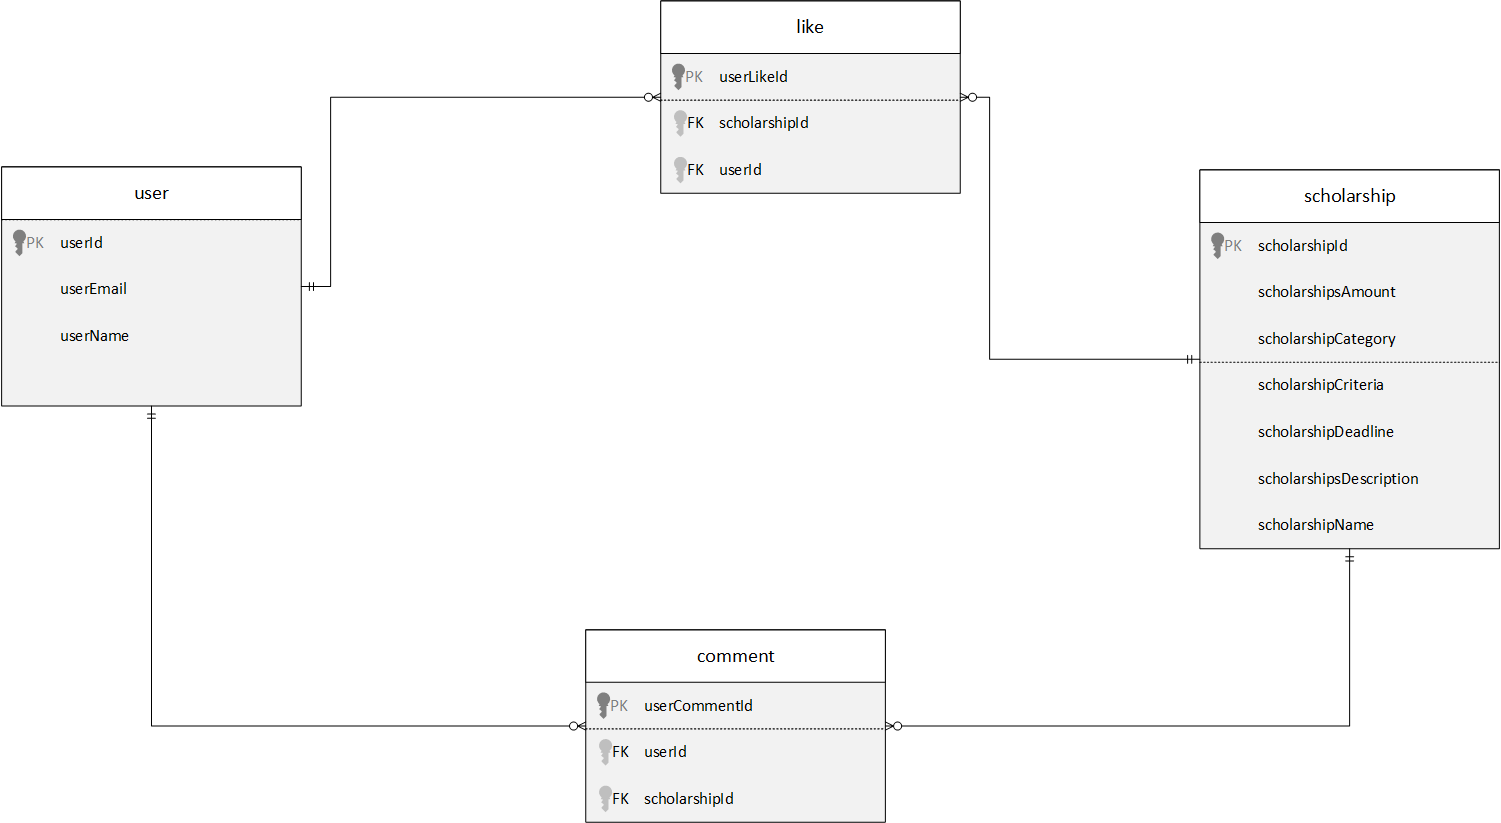 like
PK userLikeId
FK scholarshipId
FK userId
user
PK userId
userEmail
userName
scholarship
PK scholarshipId
scholarshipsAmount
scholarshipCategory
scholarshipCriteria
scholarshipDeadline
scholarshipsDescription
scholarshipName
comment
PK userCommentId
FK userId
FK scholarshipId